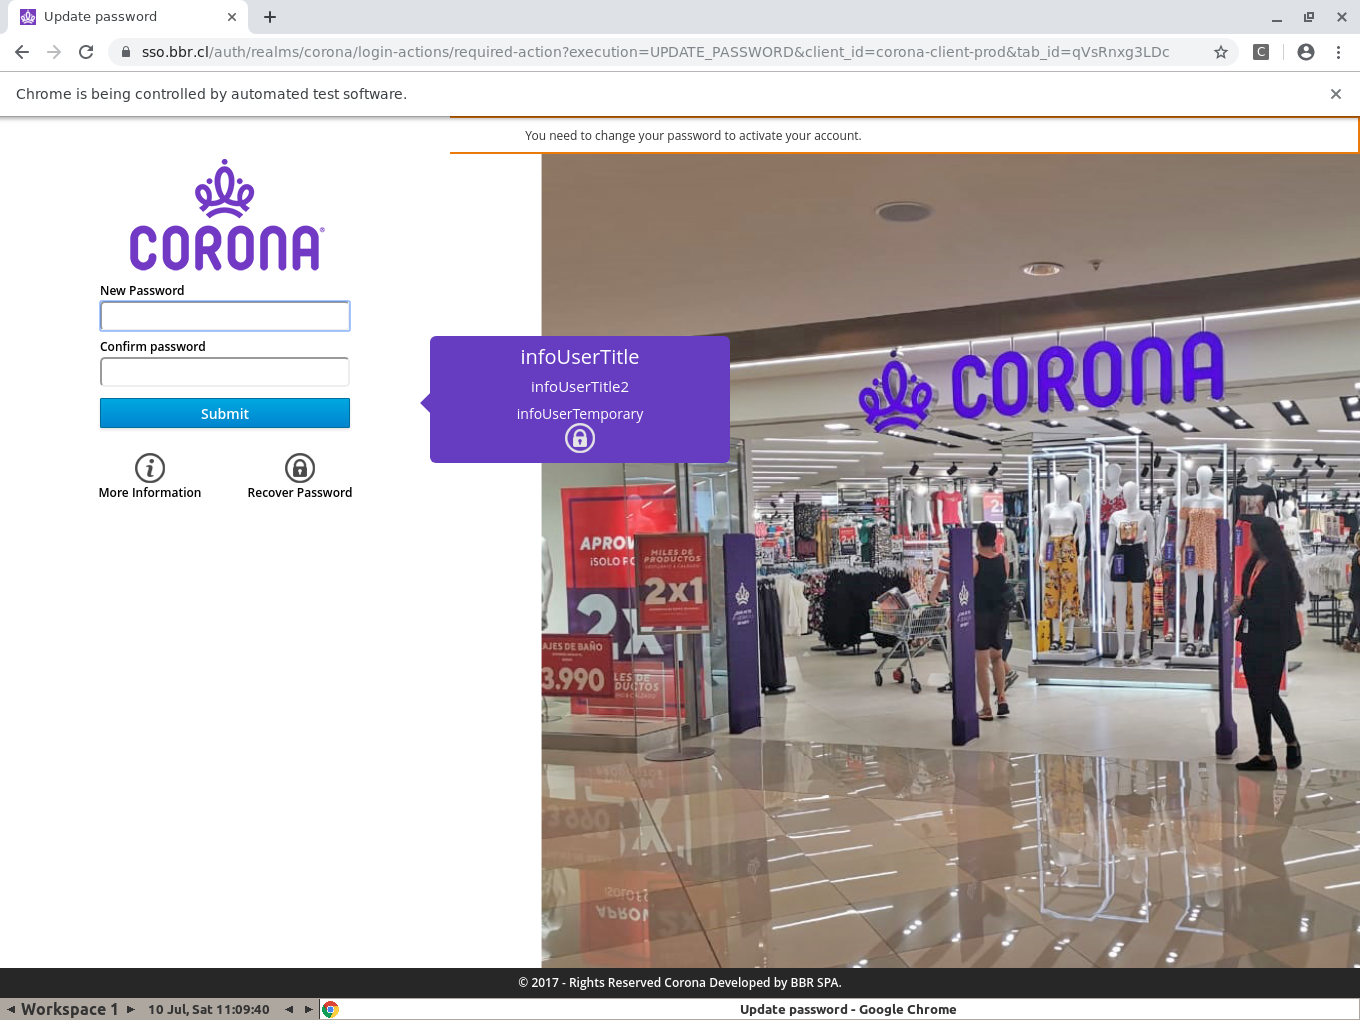 Update password
sso.bbr.cl/auth/realms/corona/login-actions/required-action?execution=UPDATE_PASSWORD&client_id=corona-client-prod&tab_id=qVsRnxg3LDc
Chrome is being controlled by automated test software.
You need to change your password to activate your account.
CORONA
New Password
Confirm password
Submit
More Information
Recover Password
infoUserTitle
infoUserTitle2
infoUserTemporary
CORONA
APROV
¡SOLO
MILES DE
PRODUCTOS
2x1
2x1
2X
AJES DE BAÑO
3.990
© 2017 - Rights Reserved Corona Developed by BBR SPA.
Workspace 1
10 Jul, Sat 11:09:40
Update password - Google Chrome